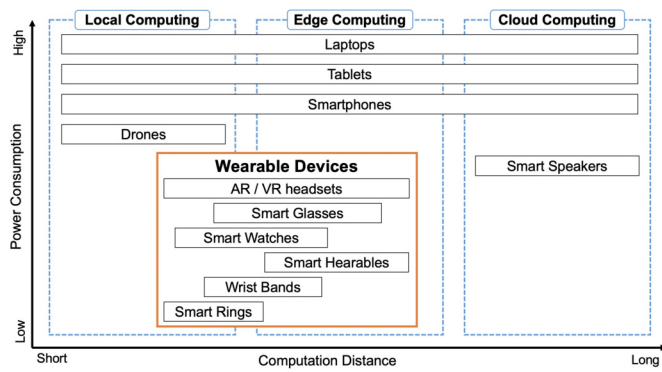 Local Computing
Edge Computing
Cloud Computing
High
Laptops
Tablets
Smartphones
Drones
Wearable Devices
Smart Speakers
AR / VR headsets
Smart Glasses
Smart Watches
Smart Hearables
Wrist Bands
Smart Rings
Power Consumption
Low
Short
Computation Distance
Long